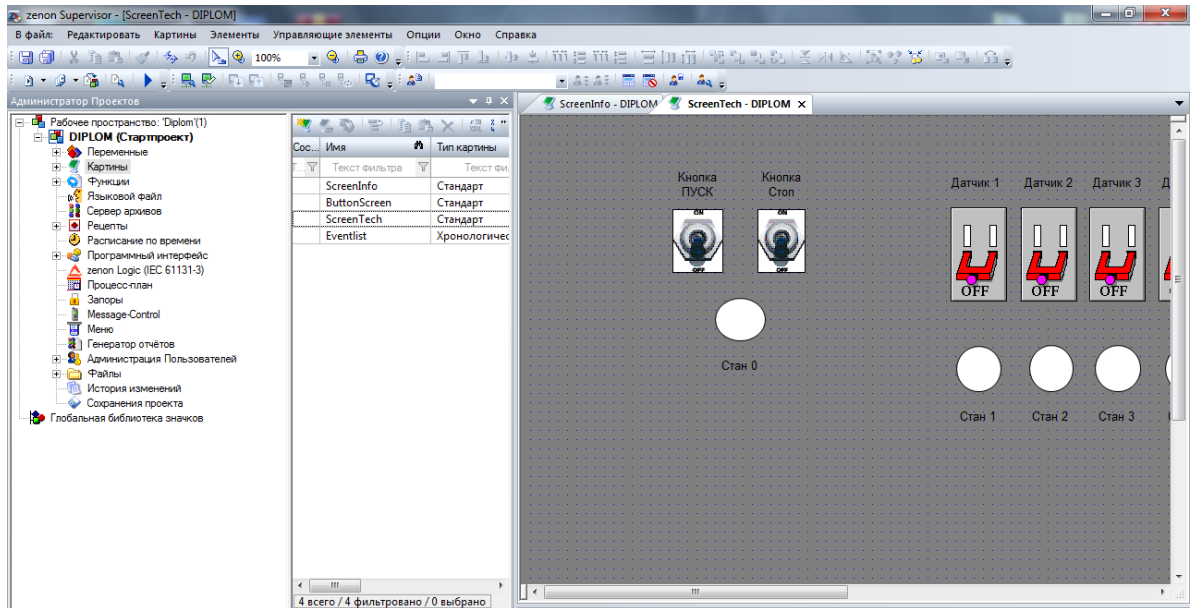 zenon Supervisor - [ScreenTech - DIPLOM]
В файл: Редактировать Картины Элементы Управляющие элементы Опции Окно Справка
100%
Администратор Проектов
Рабочее пространство: 'Diplom'(1)
DIPLOM (Стартпроект)
Переменные
Картины
Функции
Языковой файл
Сервер архивов
Рецепты
Расписание по времени
Программный интерфейс
zenon Logic (IEC 61131-3)
Процесс-план
Запоры
Message-Control
Меню
Генератор отчётов
Администрация Пользователей
Файлы
История изменений
Сохранения проекта
Глобальная библиотека значков
XML
Сос... Имя Тип картины
Т... Текст фильтра Текст фи
ScreenInfo Стандарт
ButtonScreen Стандарт
ScreenTech Стандарт
Eventlist Хронологичес
4 всего / 4 фильтровано / 0 выбрано
ScreenInfo - DIPLOM ScreenTech - DIPLOM
Кнопка
ПУСК
Кнопка
Стоп
ON
OFF
ON
OFF
Стан 0
Датчик 1 Датчик 2 Датчик 3 Д
OFF OFF OFF
Стан 1 Стан 2 Стан 3